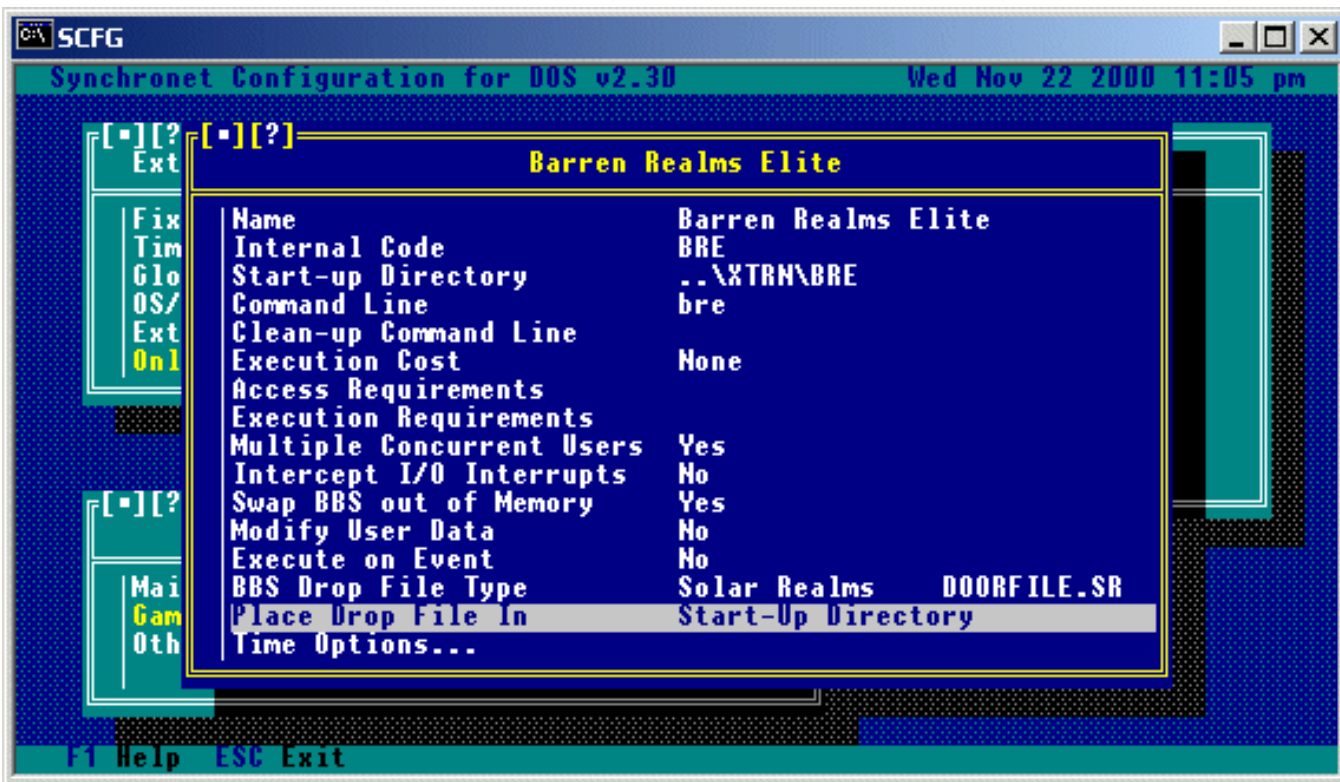 SCFG
Synchronet Configuration for DOS v2.30 Wed Nov 22 2000 11:05 pm
[▪][? [▪][?]
Ext Barren Realms Elite
Fix Name Barren Realms Elite
Tim Internal Code BRE
Glo Start-up Directory ..\XTRN\BRE
OS/ Command Line bre
Ext Clean-up Command Line
Onl Execution Cost None
Access Requirements
Execution Requirements
Multiple Concurrent Users Yes
Intercept I/O Interrupts No
[▪][? Swap BBS out of Memory Yes
Modify User Data No
Execute on Event No
Mai BBS Drop File Type Solar Realms DOORFILE.SR
Gam Place Drop File In Start-Up Directory
Oth Time Options...
F1 Help ESC Exit